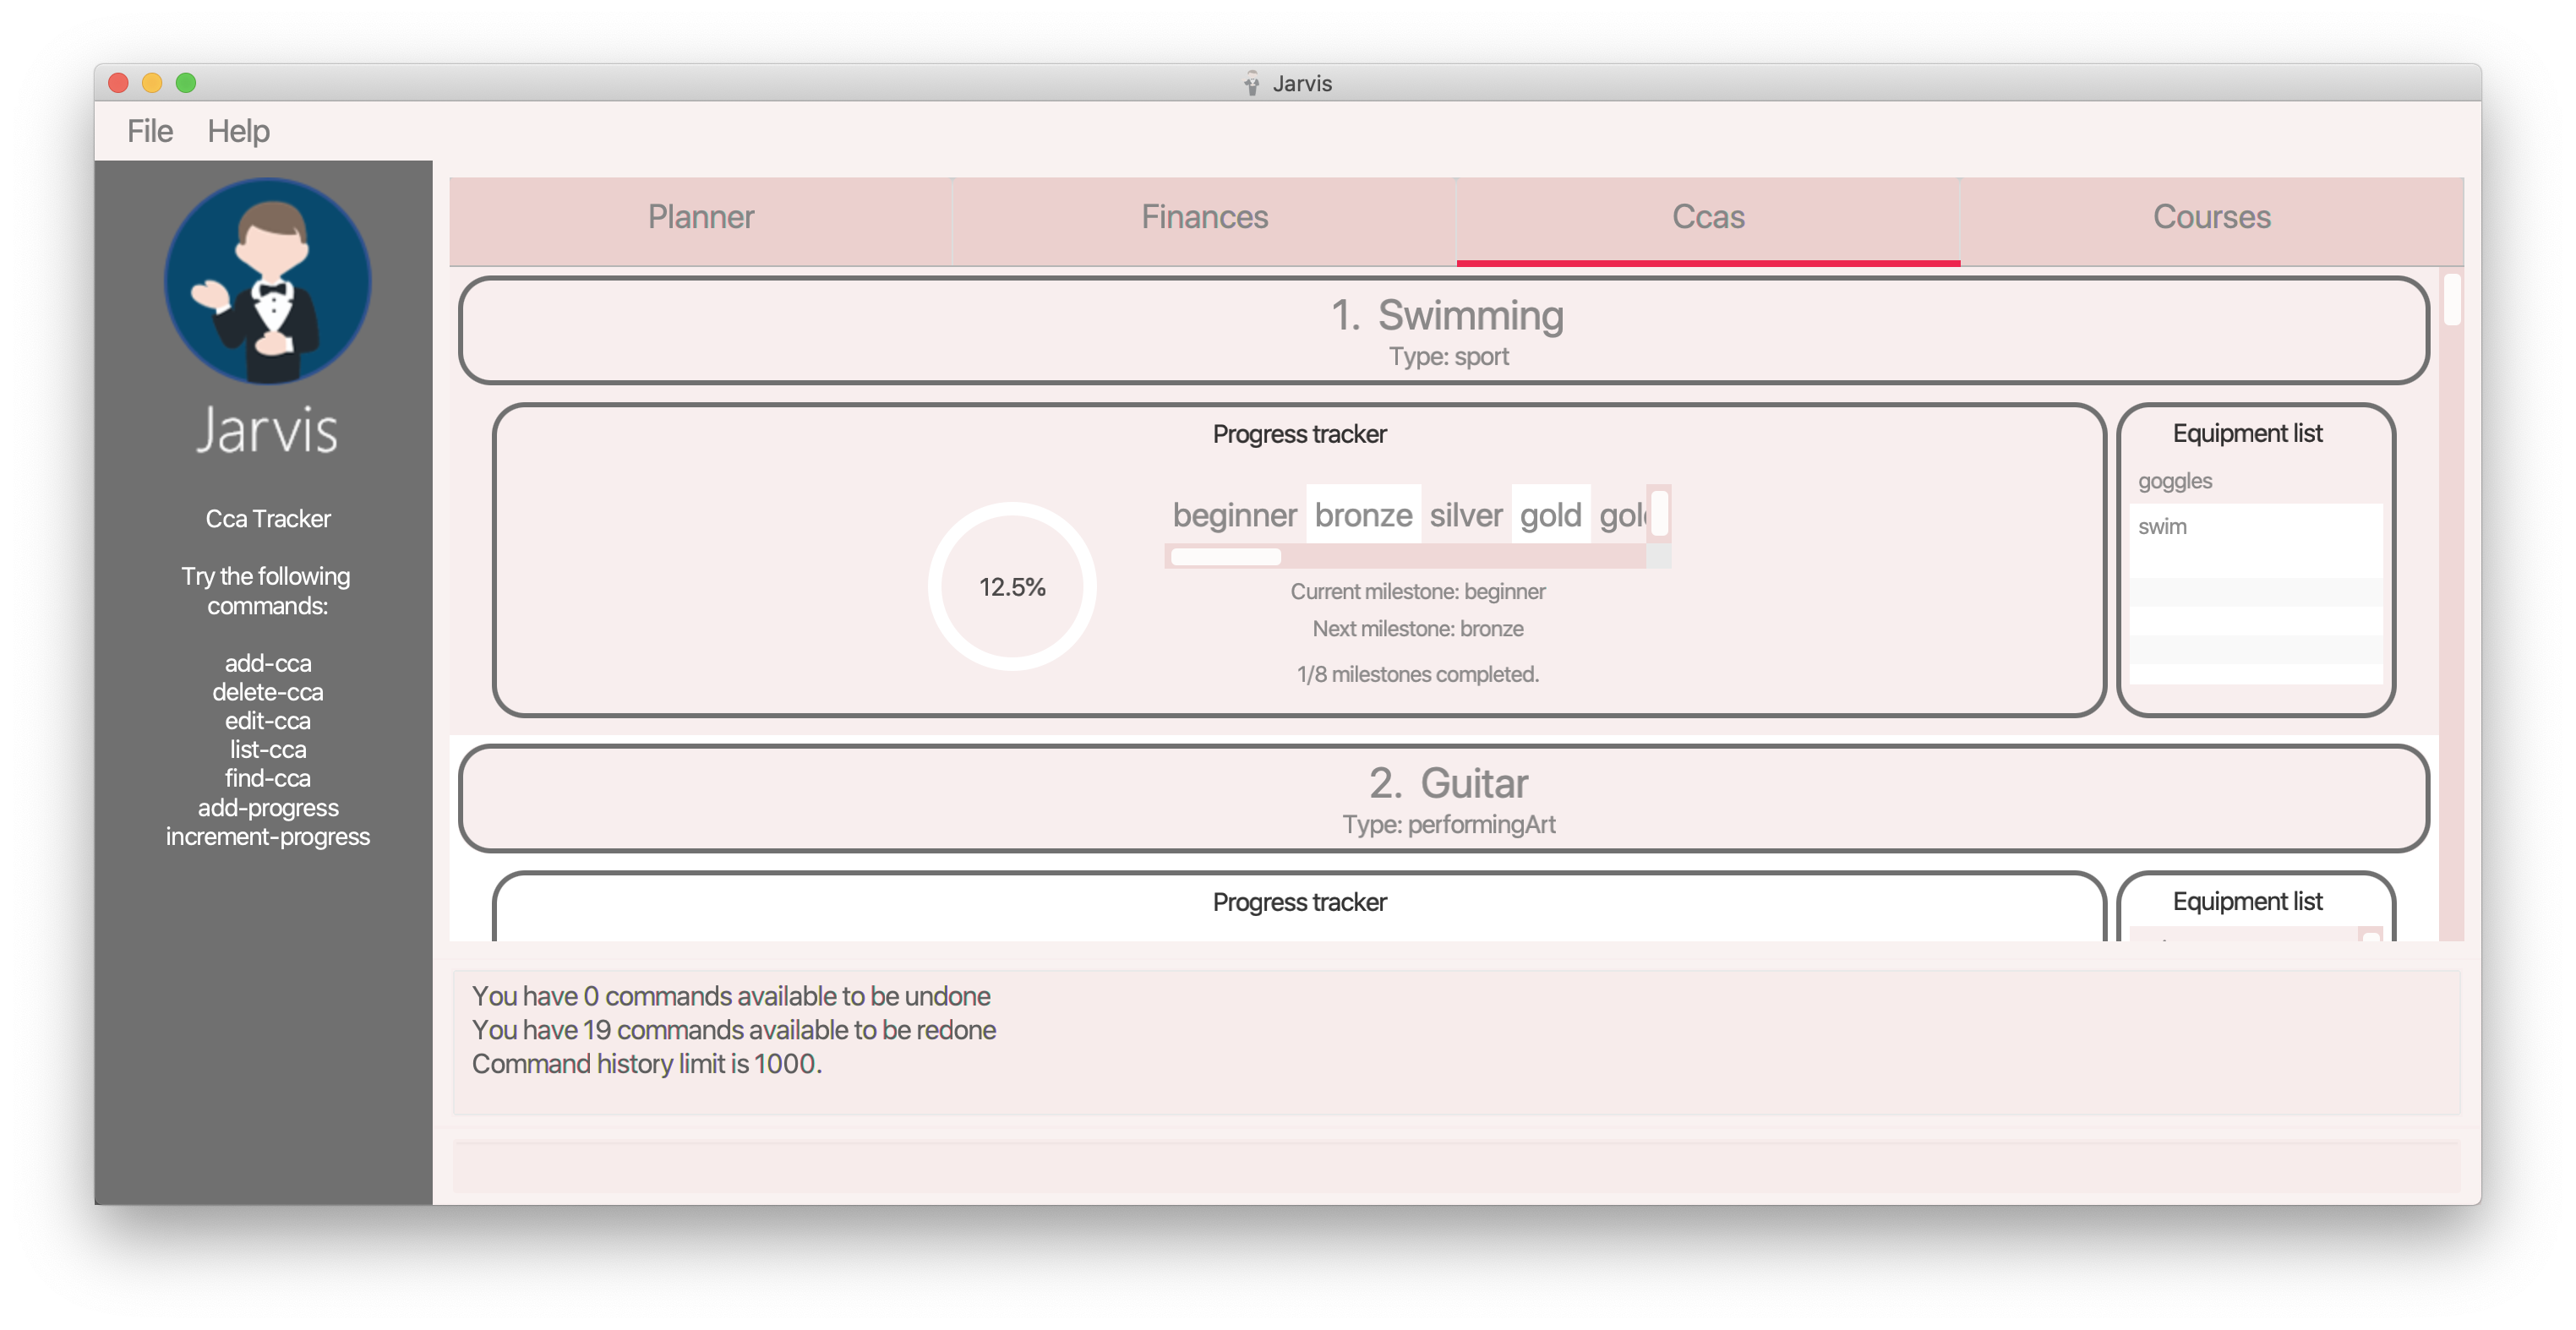 Jarvis
File Help
Jarvis
Cca Tracker
Try the following
commands:
add-cca
delete-cca
edit-cca
list-cca
find-cca
add-progress
increment-progress
Planner Finances Ccas Courses
1. Swimming
Type: sport
Progress tracker
12.5%
beginner bronze silver gold
Current milestone: beginner
Next milestone: bronze
1/8 milestones completed.
Equipment list
goggles
swim
2. Guitar
Type: performingArt
Progress tracker
Equipment list
You have 0 commands available to be undone
You have 19 commands available to be redone
Command history limit is 1000.